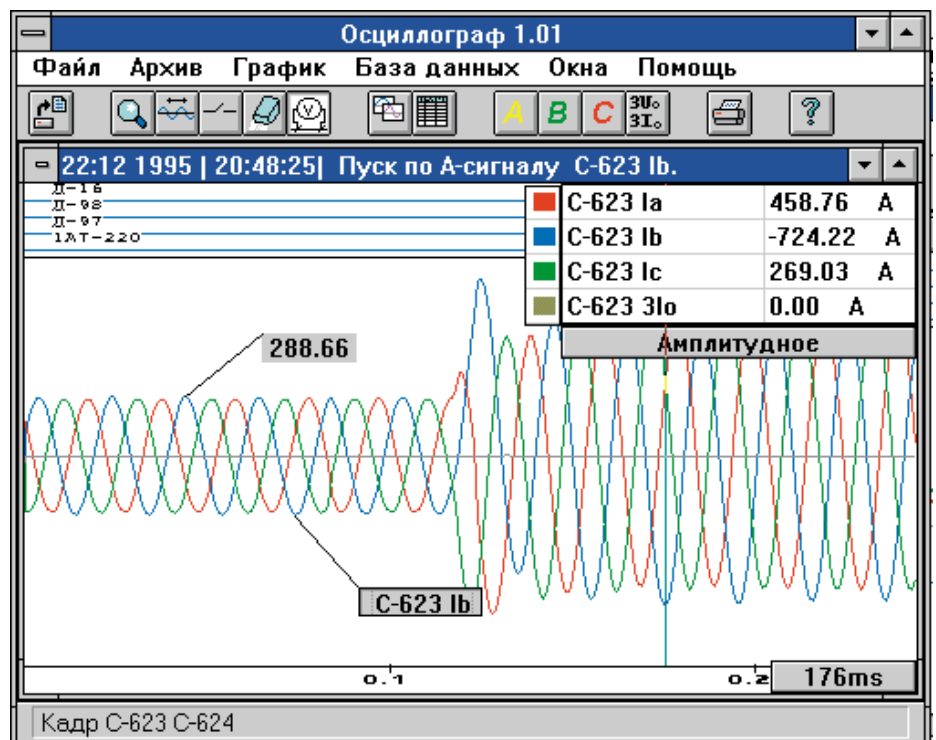 Осциллограф 1.01
Файл Архив График База данных Окна Помощь
V A B C 3U₀ 3I₀ ?
22:12 1995 | 20:48:25| Пуск по А-сигналу С-623 Ib.
Л-16
Л-98
Л-97
1АТ-220
С-623 Ia 458.76 А
С-623 Ib -724.22 А
С-623 Ic 269.03 А
С-623 3Io 0.00 А
Амплитудное
288.66
С-623 Ib
0.1
0.2
176ms
Кадр С-623 С-624